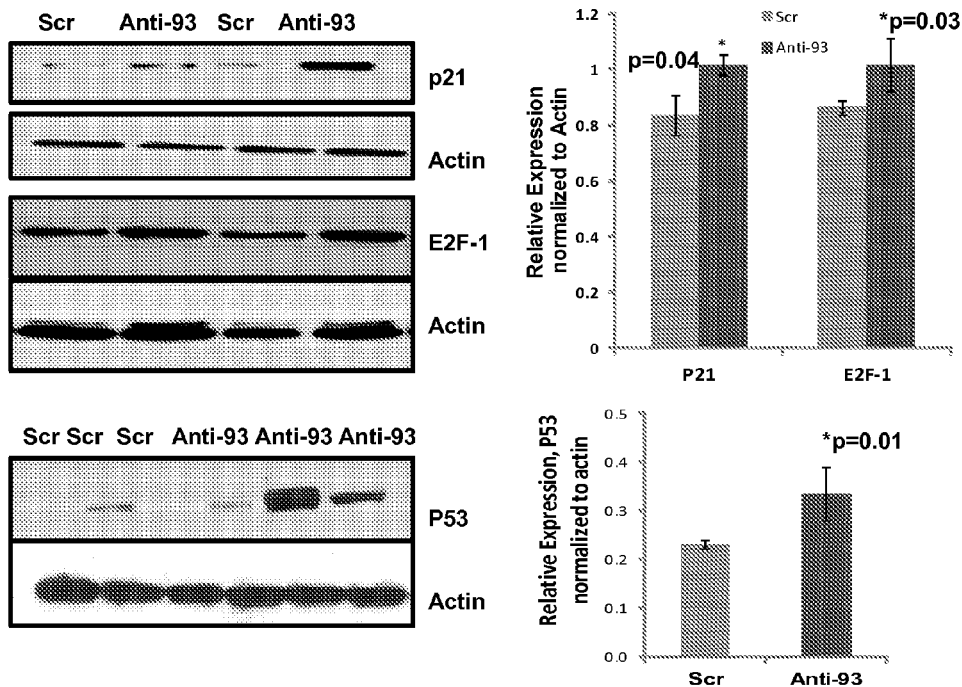 Scr Anti-93 Scr Anti-93
p21
Actin
E2F-1
Actin
Scr
Anti-93
*p=0.03
p=0.04
*
Relative Expression
normalized to Actin
1.2
1
0.8
0.6
0.4
0.2
0
P21 E2F-1
Scr Scr Scr Anti-93 Anti-93 Anti-93
P53
Actin
Relative Expression, P53
normalized to actin
0.5
0.4
0.3
0.2
0.1
0.0
*p=0.01
Scr Anti-93